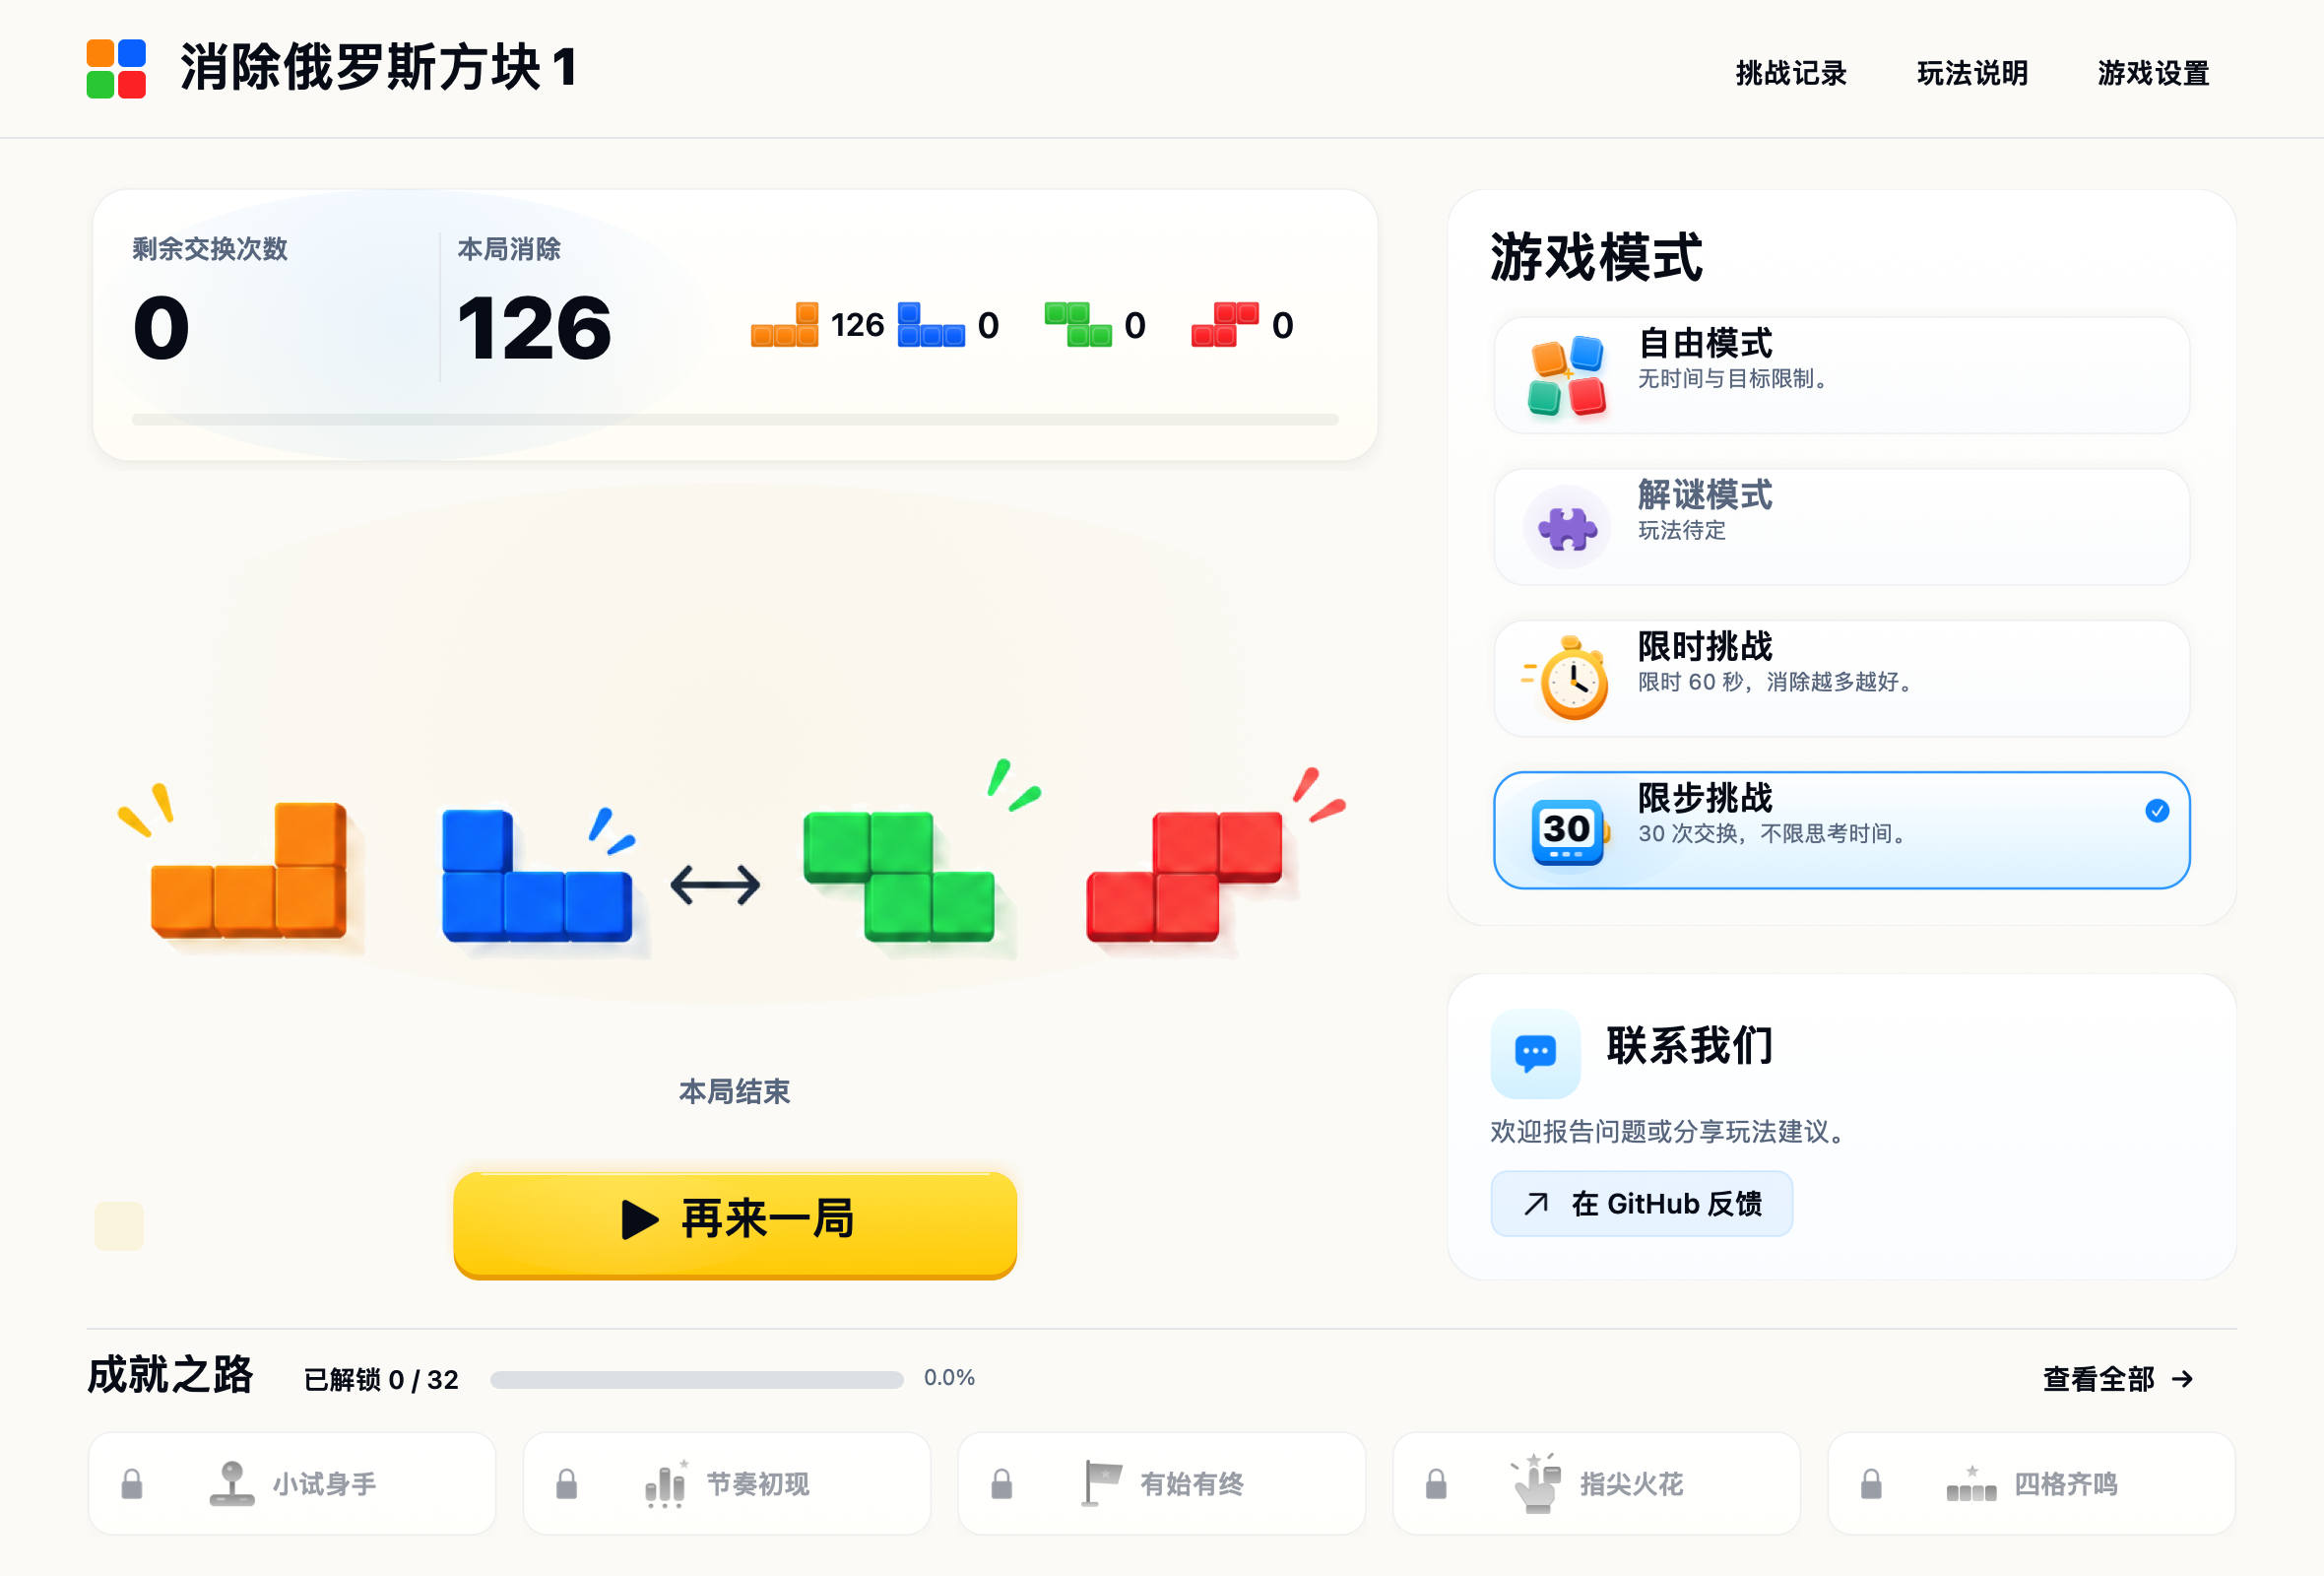 消除俄罗斯方块 1
挑战记录
玩法说明
游戏设置
剩余交换次数
0
本局消除
126
126
0
0
0
本局结束
再来一局
游戏模式
自由模式
无时间与目标限制。
解谜模式
玩法待定
限时挑战
限时 60 秒，消除越多越好。
30
限步挑战
30 次交换，不限思考时间。
联系我们
欢迎报告问题或分享玩法建议。
在 GitHub 反馈
成就之路
已解锁 0 / 32
0.0%
查看全部
小试身手
节奏初现
有始有终
指尖火花
四格齐鸣